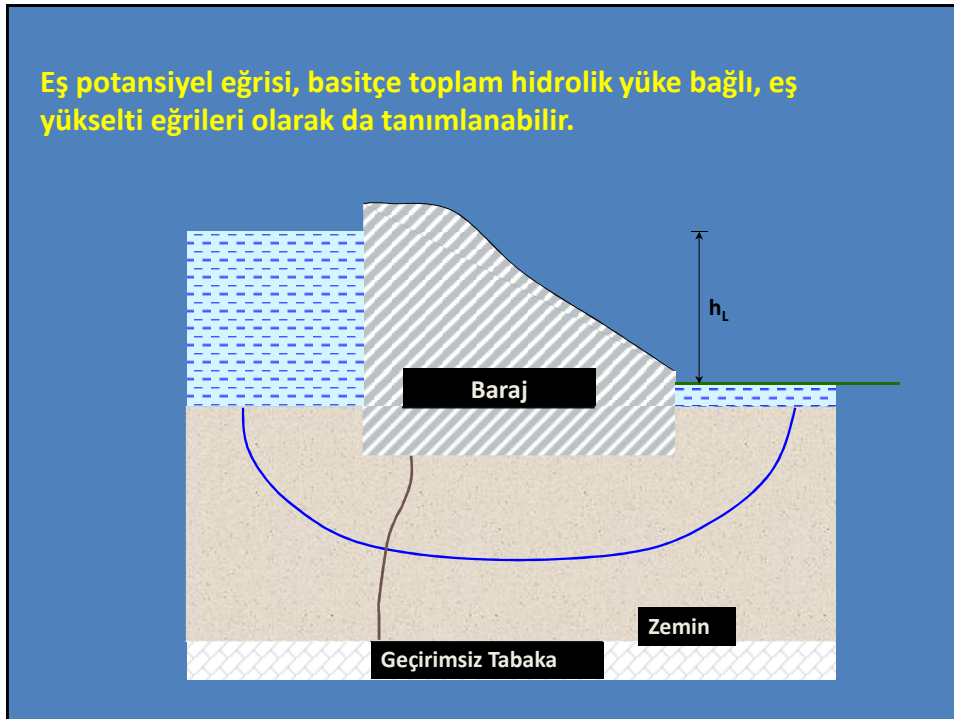 Eş potansiyel eğrisi, basitçe toplam hidrolik yüke bağlı, eş
yükselti eğrileri olarak da tanımlanabilir.
hL
Baraj
Zemin
Geçirimsiz Tabaka